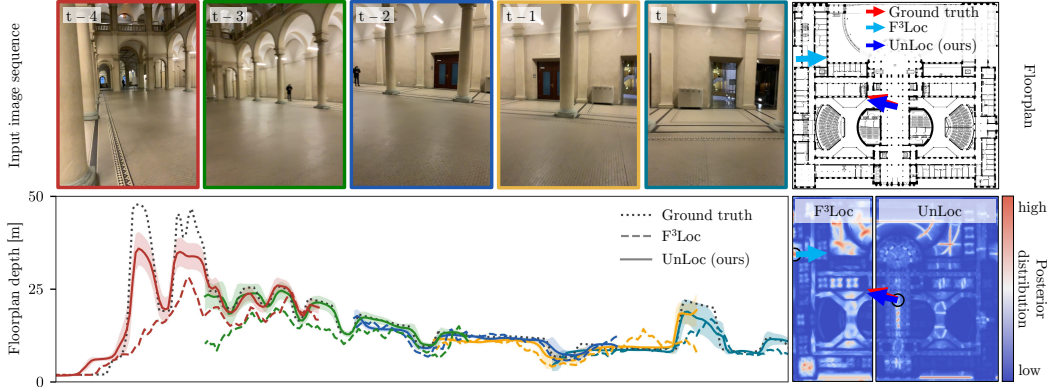 Input image sequence
t − 4
t − 3
t − 2
t − 1
t
Ground truth
F³Loc
UnLoc (ours)
Floorplan
Floorplan depth [m]
50
25
0
Ground truth
F³Loc
UnLoc (ours)
F³Loc
UnLoc
high
low
Posterior
distribution